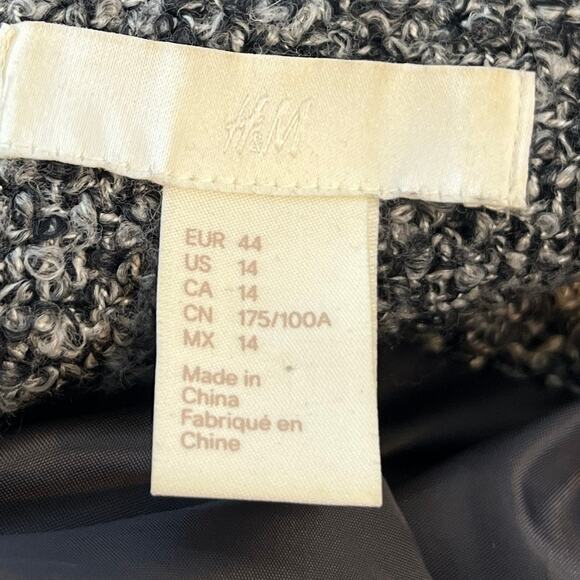 H&M
EUR 44
US 14
CA 14
CN 175/100A
MX 14
Made in
China
Fabriqué en
Chine